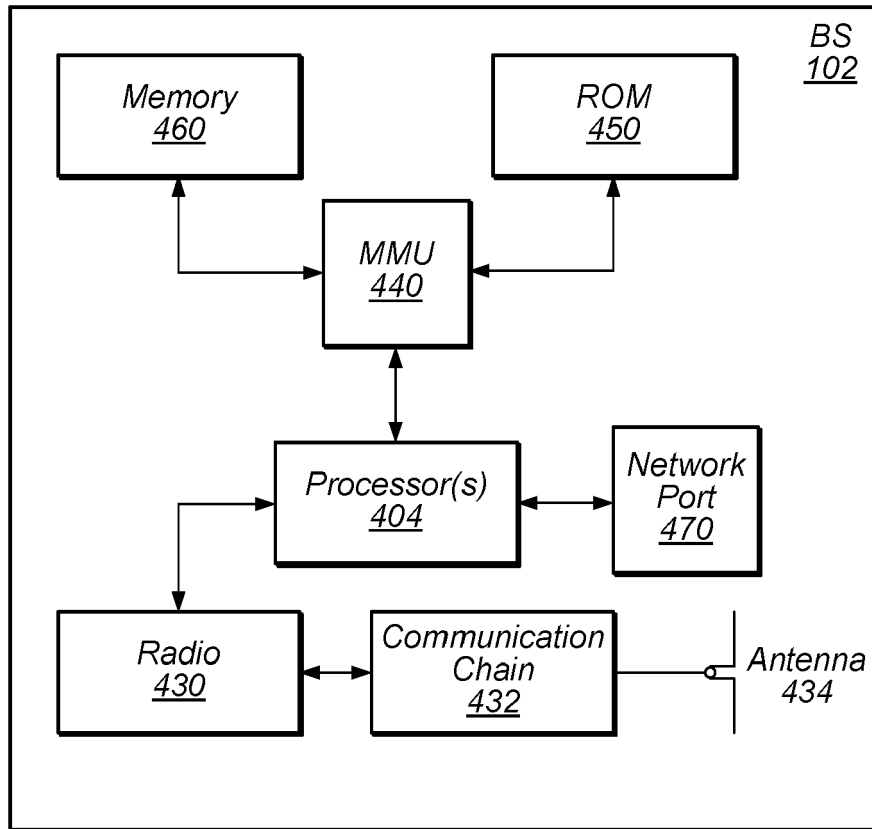 BS
102
Memory
460
ROM
450
MMU
440
Processor(s)
404
Network
Port
470
Radio
430
Communication
Chain
432
Antenna
434